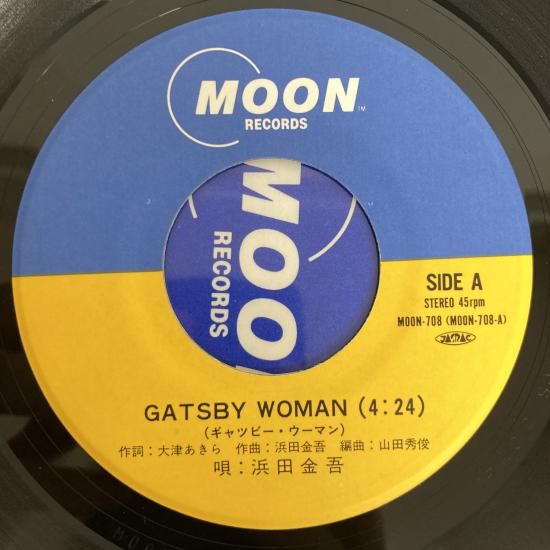 MOON™
RECORDS
MOO
RECORDS
SIDE A
STEREO 45rpm
MOON-708 (MOON-708-A)
JASRAC
GATSBY WOMAN (4:24)
(ギャツビー・ウーマン)
作詞:大津あきら 作曲:浜田金吾 編曲:山田秀俊
唄:浜田金吾